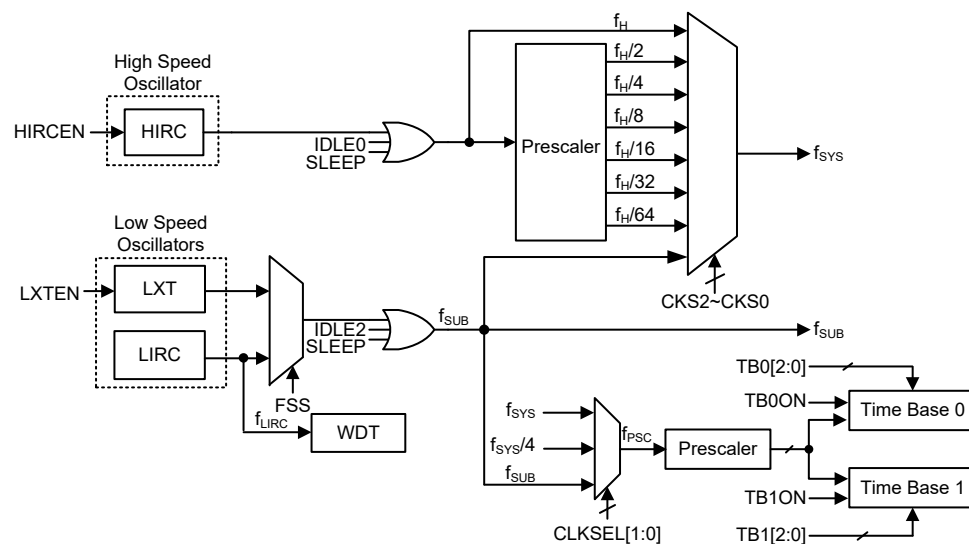 High Speed
Oscillator
HIRCEN
HIRC
IDLE0
SLEEP
Prescaler
fH
fH/2
fH/4
fH/8
fH/16
fH/32
fH/64
fSYS
CKS2~CKS0
Low Speed
Oscillators
LXTEN
LXT
LIRC
IDLE2
SLEEP
FSS
fLIRC
WDT
fSUB
fSUB
fSYS
fSYS/4
fSUB
CLKSEL[1:0]
fPSC
Prescaler
TB0[2:0]
TB0ON
Time Base 0
Time Base 1
TB1ON
TB1[2:0]